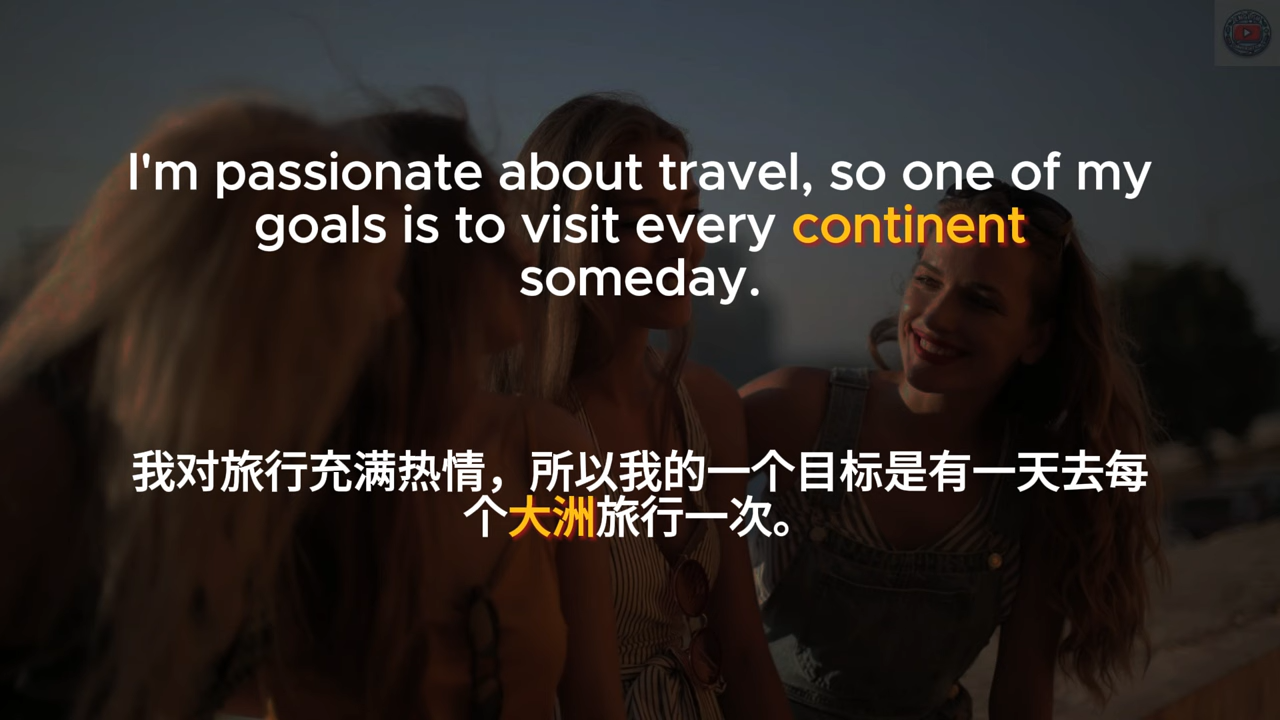 I'm passionate about travel, so one of my
goals is to visit every continent
someday.
我对旅行充满热情，所以我的一个目标是有一天去每
个大洲旅行一次。